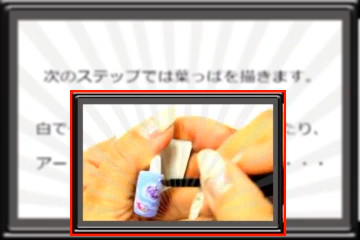 次のステップでは葉っぱを描きます。
白で たり、
アー ・・・